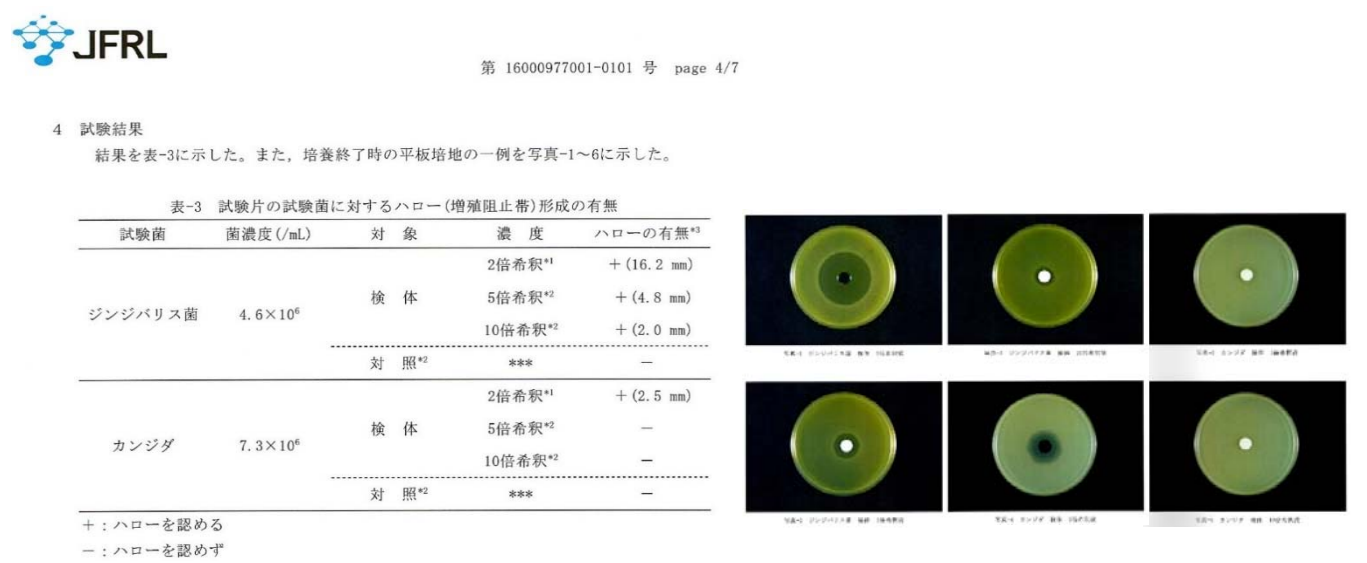 JFRL
第 16000977001-0101 号 page 4/7
4 試験結果
結果を表-3に示した。また，培養終了時の平板培地の一例を写真-1～6に示した。
表-3 試験片の試験菌に対するハロー(増殖阻止帯)形成の有無
試験菌 菌濃度(/mL) 対 象 濃 度 ハローの有無*3
ジンジバリス菌 4.6×10⁶ 検 体 2倍希釈*1 ＋(16.2 mm)
5倍希釈*2 ＋(4.8 mm)
10倍希釈*2 ＋(2.0 mm)
対 照*2 *** －
カンジダ 7.3×10⁶ 検 体 2倍希釈*1 ＋(2.5 mm)
5倍希釈*2 －
10倍希釈*2 －
対 照*2 *** －
＋：ハローを認める
－：ハローを認めず